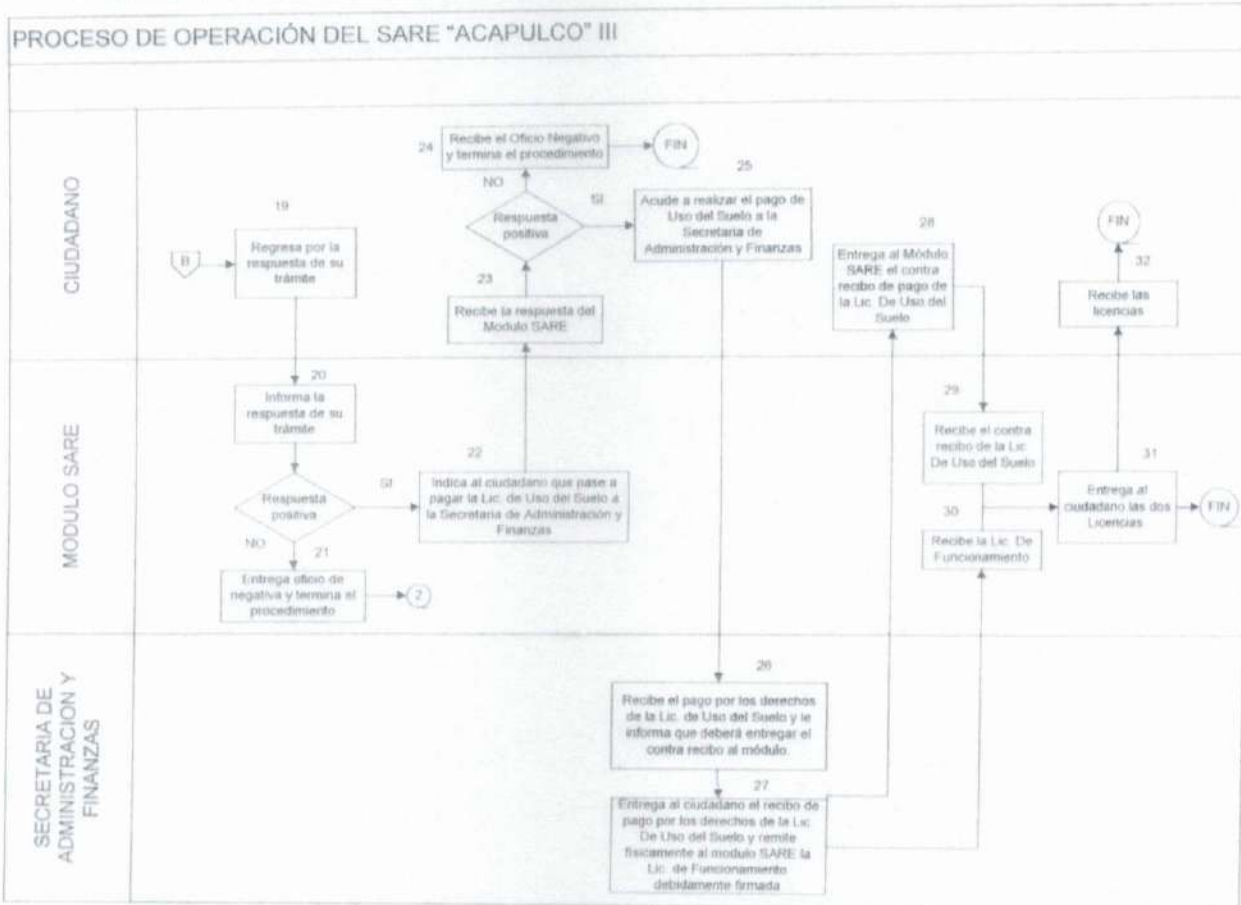 PROCESO DE OPERACIÓN DEL SARE "ACAPULCO" III
CIUDADANO
B
19
Regresa por la
respuesta de su
trámite
24
Recibe el Oficio Negativo
y termina el procedimiento
FIN
NO
Respuesta
positiva
SI
23
Recibe la respuesta del
Modulo SARE
25
Acude a realizar el pago de
Uso del Suelo a la
Secretaria de
Administración y Finanzas
28
Entrega al Módulo
SARE el contra
recibo de pago de
la Lic. De Uso del
Suelo
FIN
32
Recibe las
licencias
MODULO SARE
20
Informa la
respuesta de su
trámite
Respuesta
positiva
SI
NO
21
Entrega oficio de
negativa y termina el
procedimiento
2
22
Indica al ciudadano que pase a
pagar la Lic. de Uso del Suelo a
la Secretaria de Administración y
Finanzas
29
Recibe el contra
recibo de la Lic.
De Uso del Suelo
30
Recibe la Lic. De
Funcionamiento
31
Entrega al
ciudadano las dos
Licencias
FIN
SECRETARIA DE
ADMINISTRACION Y
FINANZAS
26
Recibe el pago por los derechos
de la Lic. de Uso del Suelo y le
informa que deberá entregar el
contra recibo al módulo.
27
Entrega al ciudadano el recibo de
pago por los derechos de la Lic.
De Uso del Suelo y remite
físicamente al modulo SARE la
Lic. de Funcionamiento
debidamente firmada